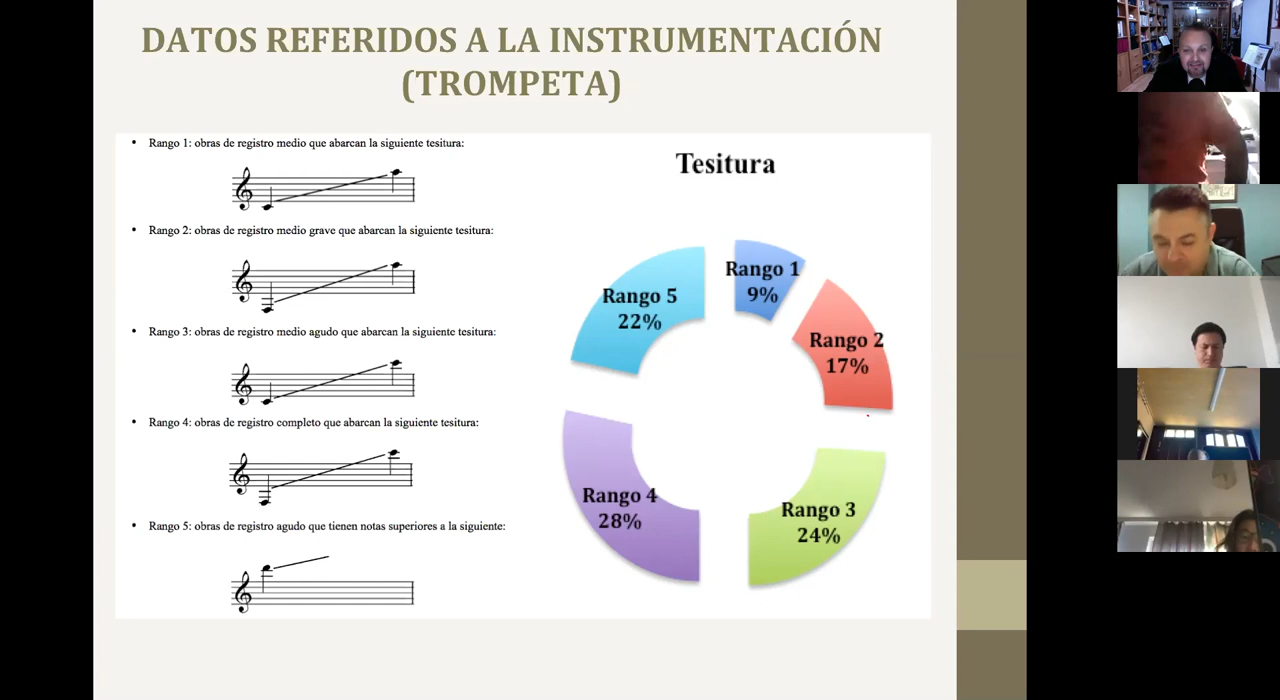 DATOS REFERIDOS A LA INSTRUMENTACIÓN
(TROMPETA)
• Rango 1: obras de registro medio que abarcan la siguiente tesitura:
• Rango 2: obras de registro medio grave que abarcan la siguiente tesitura:
• Rango 3: obras de registro medio agudo que abarcan la siguiente tesitura:
• Rango 4: obras de registro completo que abarcan la siguiente tesitura:
• Rango 5: obras de registro agudo que tienen notas superiores a la siguiente:
Tesitura
Rango 1
9%
Rango 2
17%
Rango 3
24%
Rango 4
28%
Rango 5
22%